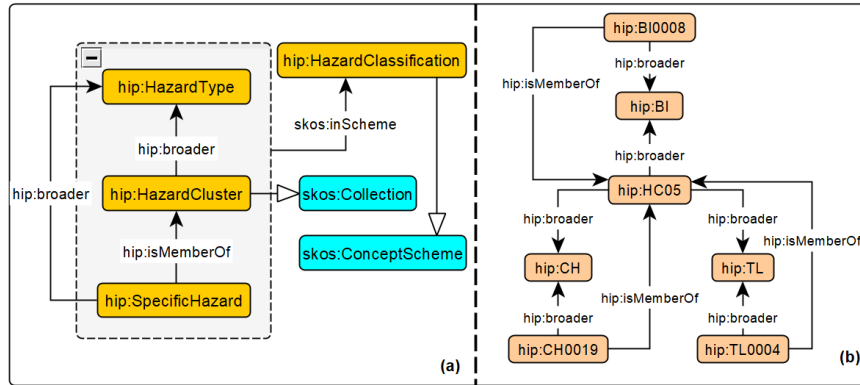 hip:HazardType
hip:HazardClassification
skos:inScheme
hip:broader
hip:broader
hip:HazardCluster
skos:Collection
hip:isMemberOf
skos:ConceptScheme
hip:SpecificHazard
(a)
hip:BI0008
hip:broader
hip:isMemberOf
hip:BI
hip:broader
hip:HC05
hip:broader
hip:broader
hip:isMemberOf
hip:CH
hip:TL
hip:isMemberOf
hip:broader
hip:broader
hip:CH0019
hip:TL0004
(b)